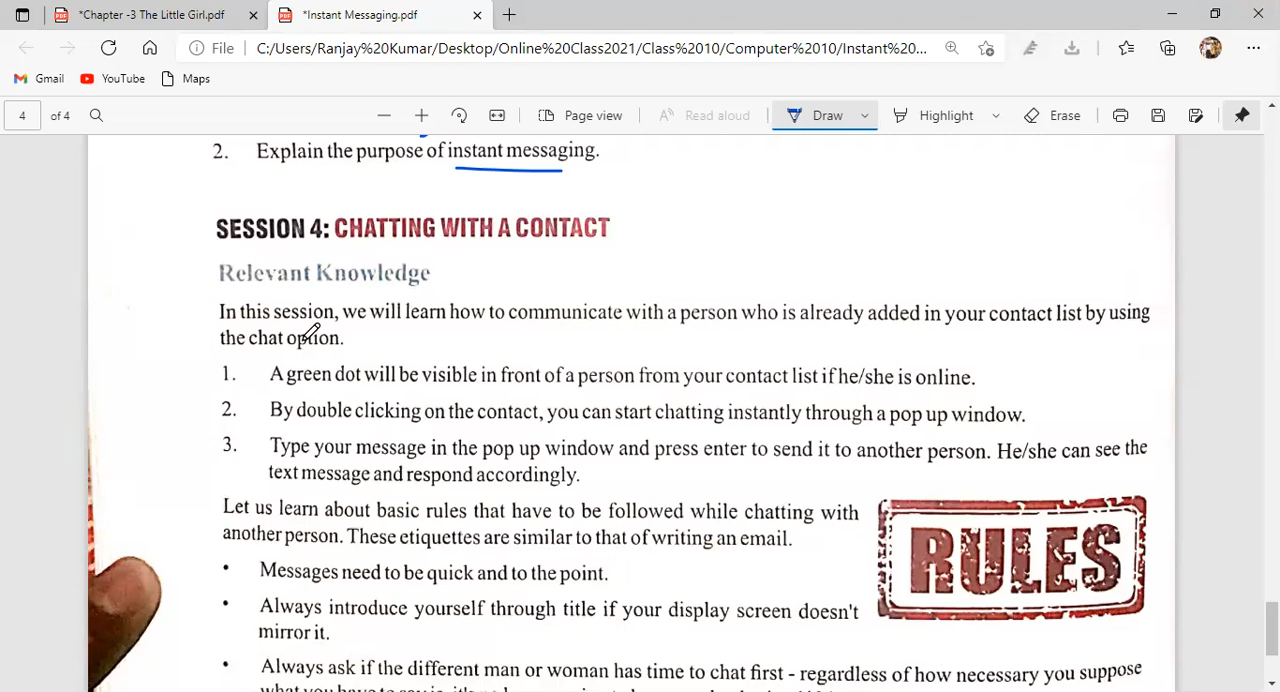 *Chapter -3 The Little Girl.pdf
*Instant Messaging.pdf
File
C:/Users/Ranjay%20Kumar/Desktop/Online%20Class2021/Class%2010/Computer%2010/Instant%20...
Gmail YouTube Maps
4 of 4 Page view Read aloud Draw Highlight Erase
2. Explain the purpose of instant messaging.
SESSION 4: CHATTING WITH A CONTACT
Relevant Knowledge
In this session, we will learn how to communicate with a person who is already added in your contact list by using
the chat option.
1. A green dot will be visible in front of a person from your contact list if he/she is online.
2. By double clicking on the contact, you can start chatting instantly through a pop up window.
3. Type your message in the pop up window and press enter to send it to another person. He/she can see the
text message and respond accordingly.
Let us learn about basic rules that have to be followed while chatting with
another person. These etiquettes are similar to that of writing an email.
RULES
• Messages need to be quick and to the point.
• Always introduce yourself through title if your display screen doesn't
mirror it.
• Always ask if the different man or woman has time to chat first - regardless of how necessary you suppose